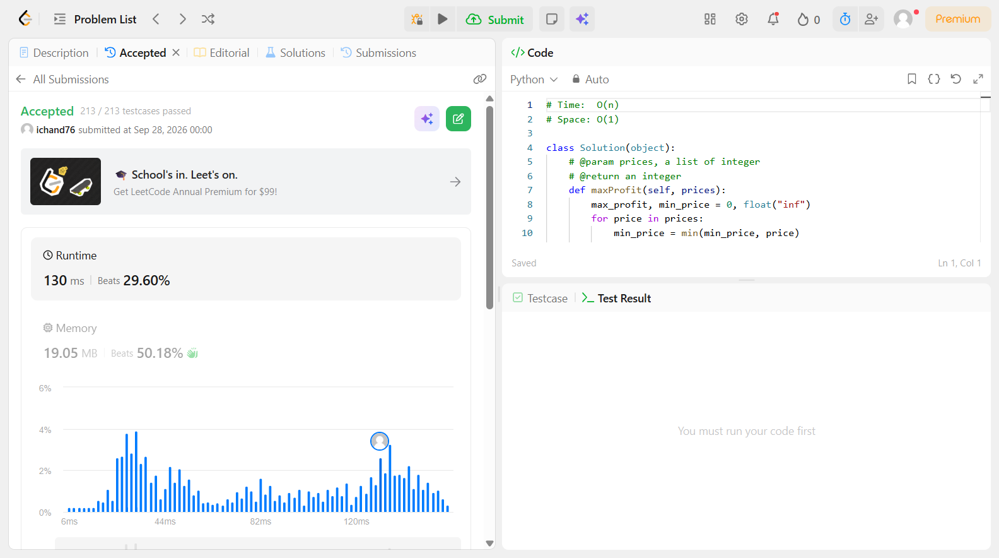 Problem List
Submit
0
Premium
Description
Accepted
Editorial
Solutions
Submissions
All Submissions
Accepted 213 / 213 testcases passed
ichand76 submitted at Sep 28, 2026 00:00
School's in. Leet's on.
Get LeetCode Annual Premium for $99!
Runtime
130 ms Beats 29.60%
Memory
19.05 MB Beats 50.18%
6%
4%
2%
0%
6ms 44ms 82ms 120ms
Code
Python Auto
1 # Time:  O(n)
2 # Space: O(1)
3
4 class Solution(object):
5     # @param prices, a list of integer
6     # @return an integer
7     def maxProfit(self, prices):
8         max_profit, min_price = 0, float("inf")
9         for price in prices:
10             min_price = min(min_price, price)
Saved Ln 1, Col 1
Testcase
Test Result
You must run your code first